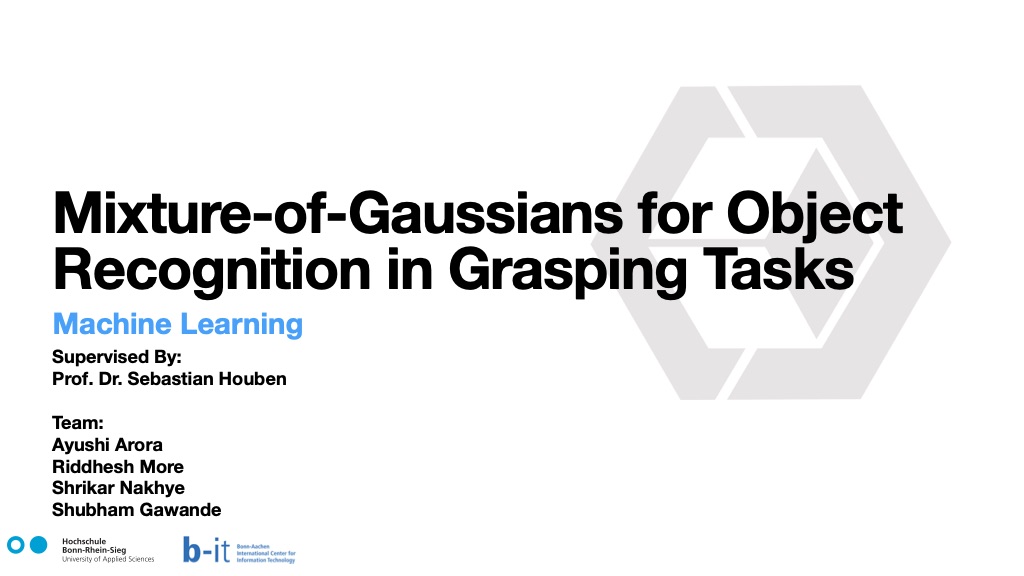 Mixture-of-Gaussians for Object
Recognition in Grasping Tasks
Machine Learning
Supervised By:
Prof. Dr. Sebastian Houben
Team:
Ayushi Arora
Riddhesh More
Shrikar Nakhye
Shubham Gawande
Hochschule
Bonn-Rhein-Sieg
University of Applied Sciences
b-it
Bonn-Aachen
International Center for
Information Technology